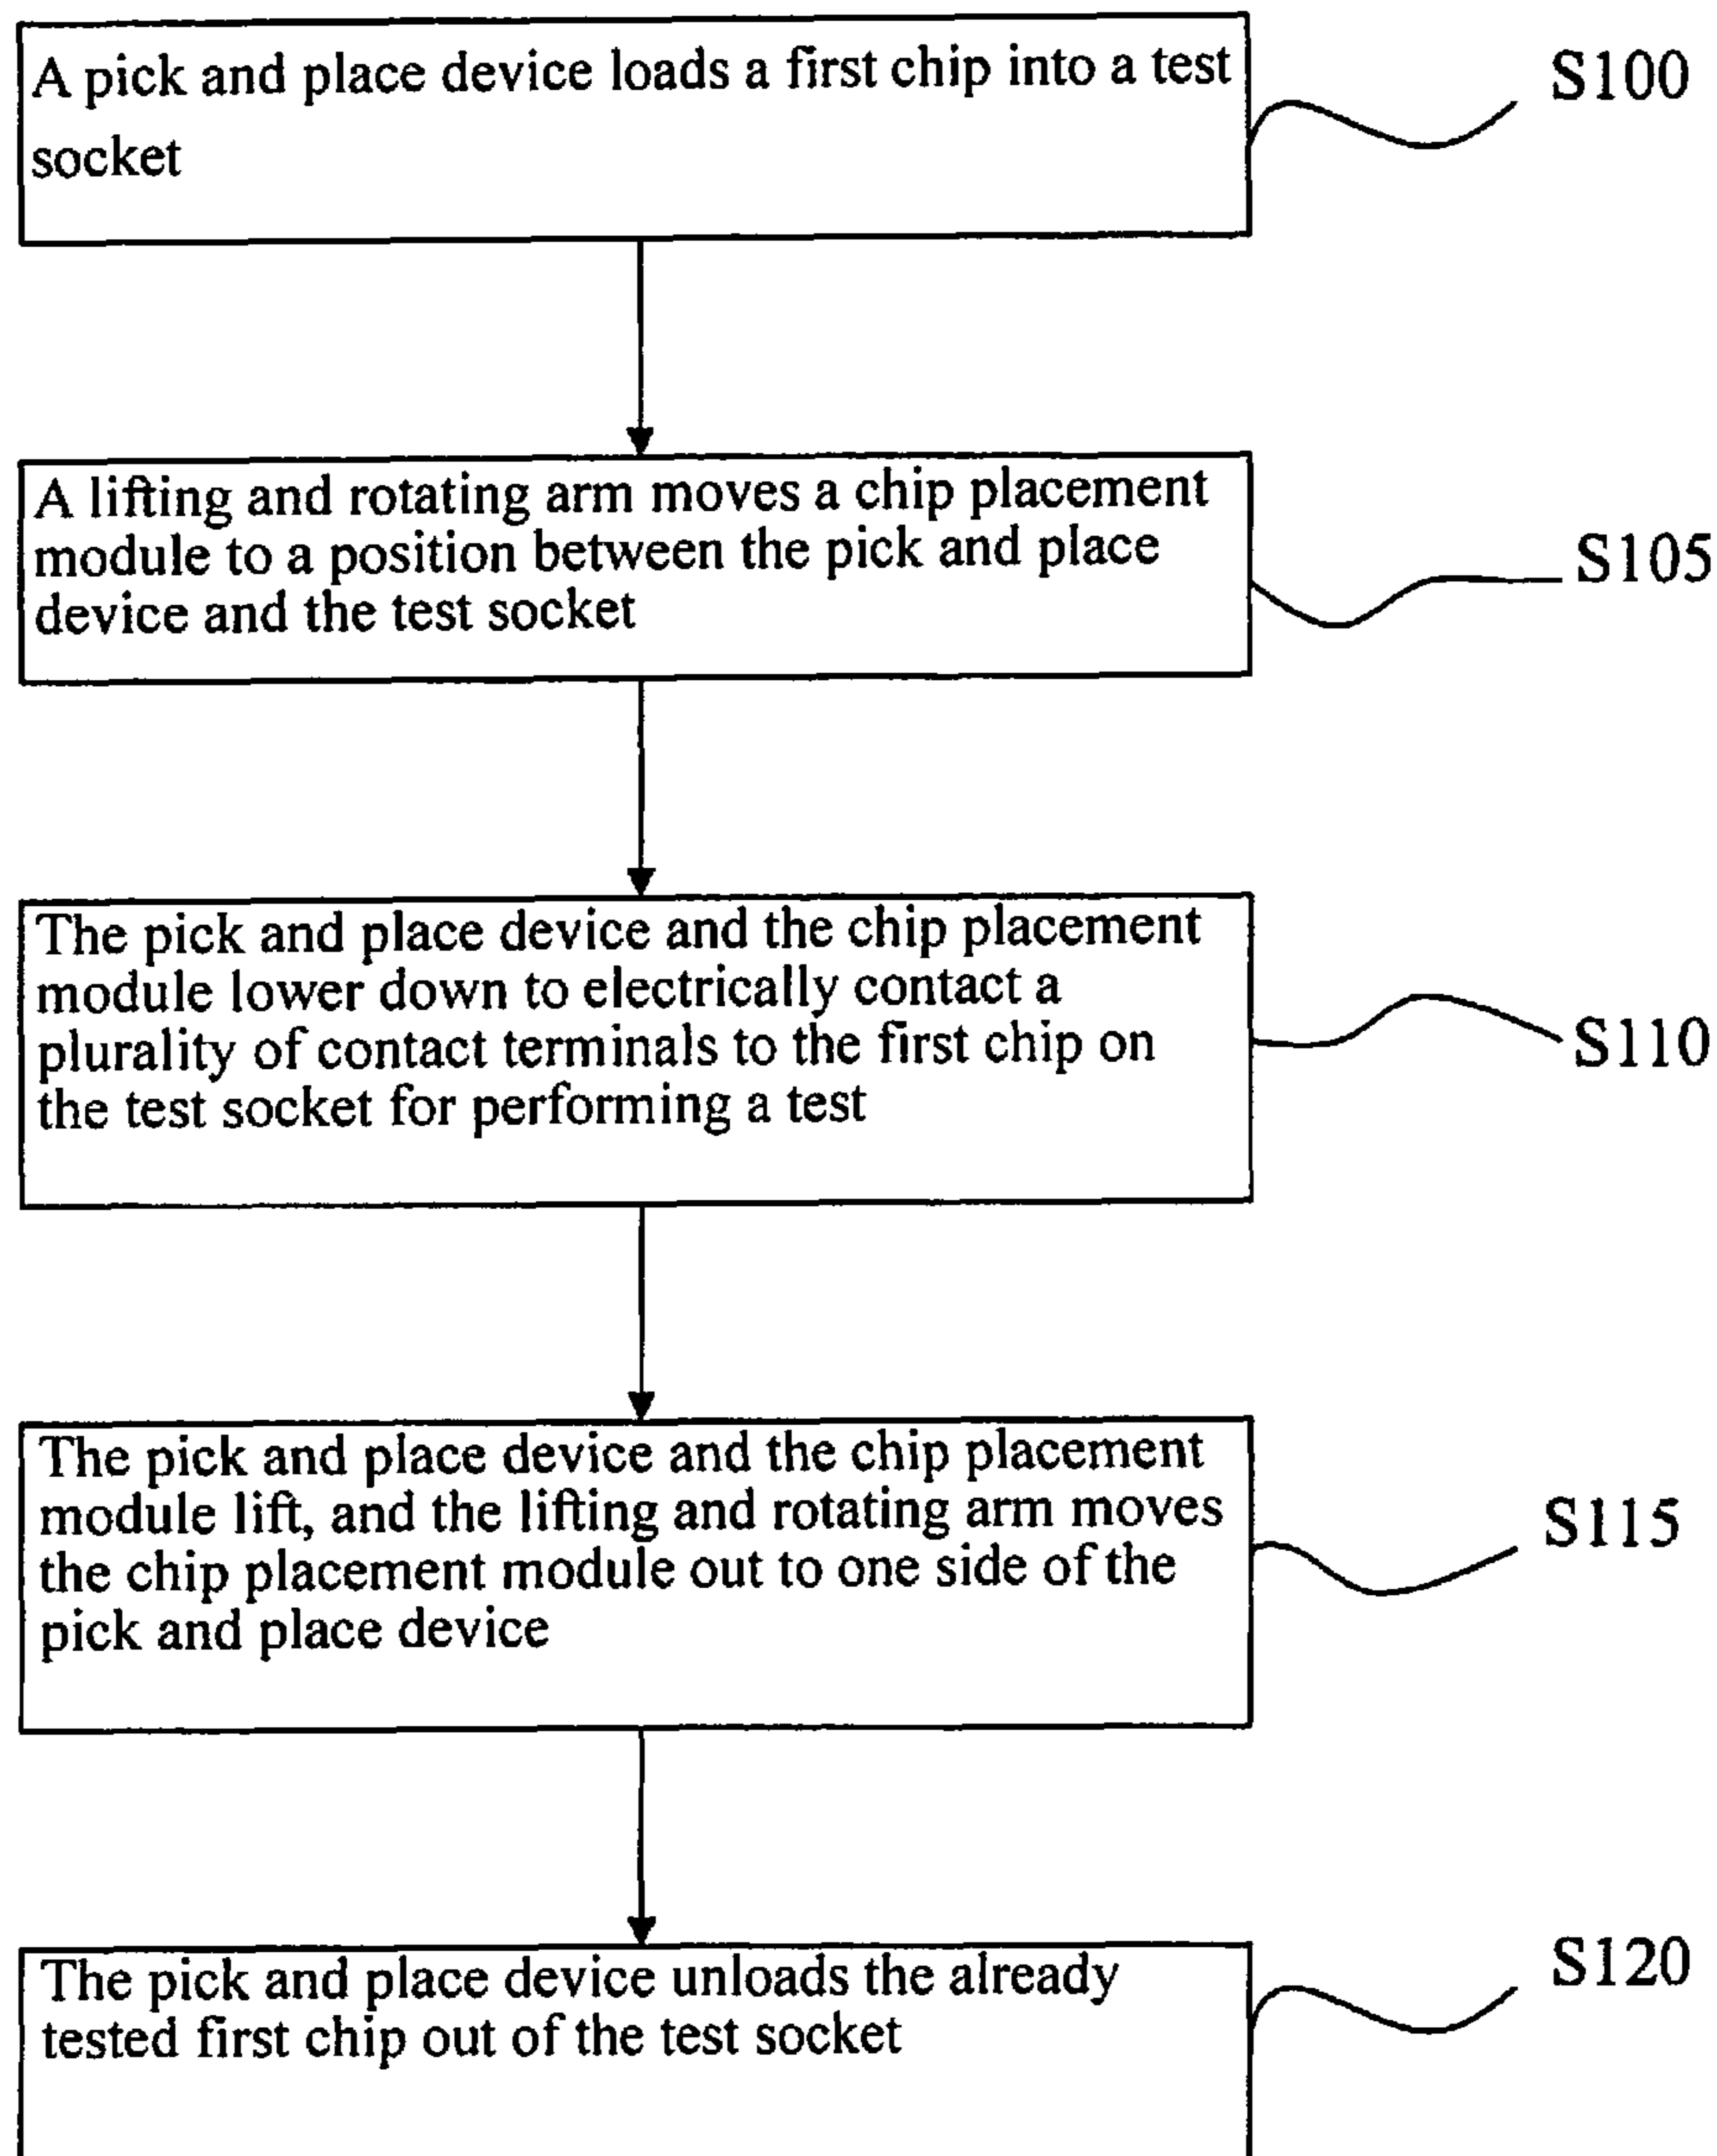 A pick and place device loads a first chip into a test
socket
S100
A lifting and rotating arm moves a chip placement
module to a position between the pick and place
device and the test socket
S105
The pick and place device and the chip placement
module lower down to electrically contact a
plurality of contact terminals to the first chip on
the test socket for performing a test
S110
The pick and place device and the chip placement
module lift, and the lifting and rotating arm moves
the chip placement module out to one side of the
pick and place device
S115
The pick and place device unloads the already
tested first chip out of the test socket
S120